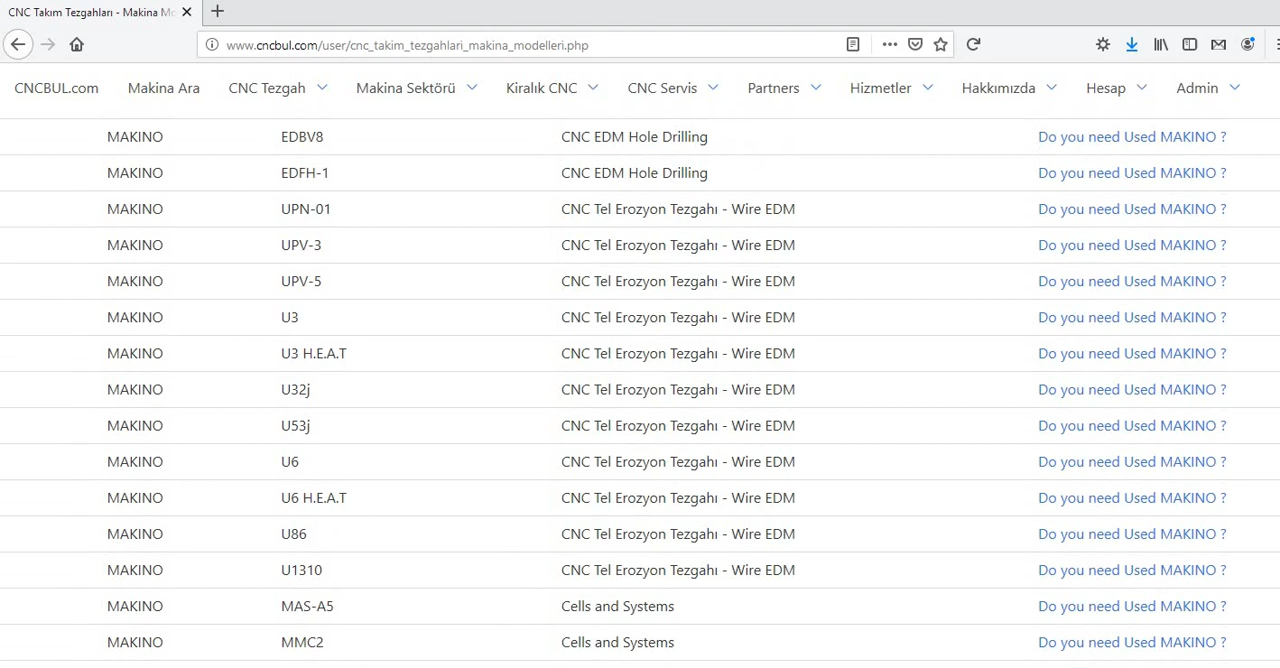 CNC Takım Tezgahları - Makina Mo
www.cncbul.com/user/cnc_takim_tezgahlari_makina_modelleri.php
CNCBUL.com Makina Ara CNC Tezgah Makina Sektörü Kiralık CNC CNC Servis Partners Hizmetler Hakkımızda Hesap Admin
MAKINO EDBV8 CNC EDM Hole Drilling Do you need Used MAKINO ?
MAKINO EDFH-1 CNC EDM Hole Drilling Do you need Used MAKINO ?
MAKINO UPN-01 CNC Tel Erozyon Tezgahı - Wire EDM Do you need Used MAKINO ?
MAKINO UPV-3 CNC Tel Erozyon Tezgahı - Wire EDM Do you need Used MAKINO ?
MAKINO UPV-5 CNC Tel Erozyon Tezgahı - Wire EDM Do you need Used MAKINO ?
MAKINO U3 CNC Tel Erozyon Tezgahı - Wire EDM Do you need Used MAKINO ?
MAKINO U3 H.E.A.T CNC Tel Erozyon Tezgahı - Wire EDM Do you need Used MAKINO ?
MAKINO U32j CNC Tel Erozyon Tezgahı - Wire EDM Do you need Used MAKINO ?
MAKINO U53j CNC Tel Erozyon Tezgahı - Wire EDM Do you need Used MAKINO ?
MAKINO U6 CNC Tel Erozyon Tezgahı - Wire EDM Do you need Used MAKINO ?
MAKINO U6 H.E.A.T CNC Tel Erozyon Tezgahı - Wire EDM Do you need Used MAKINO ?
MAKINO U86 CNC Tel Erozyon Tezgahı - Wire EDM Do you need Used MAKINO ?
MAKINO U1310 CNC Tel Erozyon Tezgahı - Wire EDM Do you need Used MAKINO ?
MAKINO MAS-A5 Cells and Systems Do you need Used MAKINO ?
MAKINO MMC2 Cells and Systems Do you need Used MAKINO ?